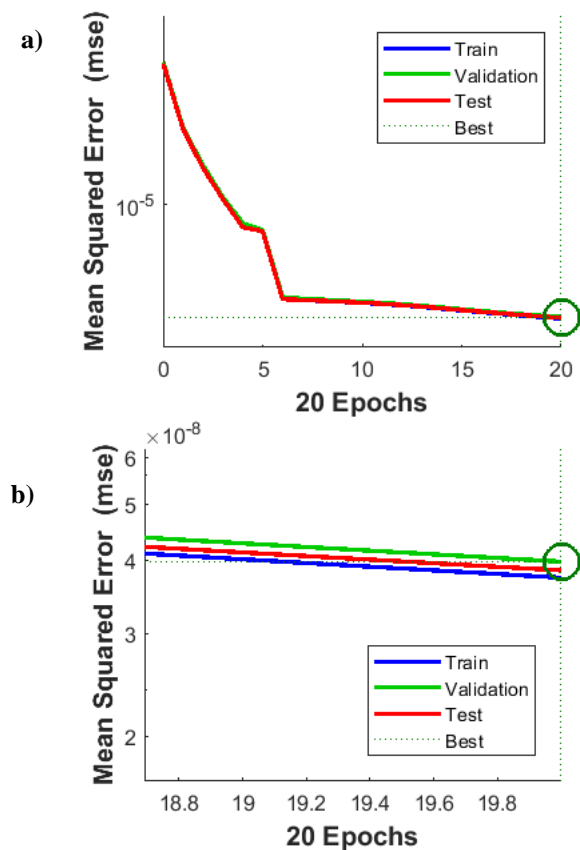 a)
Mean Squared Error (mse)
10-5
Train
Validation
Test
Best
0 5 10 15 20
20 Epochs
b)
Mean Squared Error (mse)
×10-8
6
5
4
3
2
Train
Validation
Test
Best
18.8 19 19.2 19.4 19.6 19.8
20 Epochs